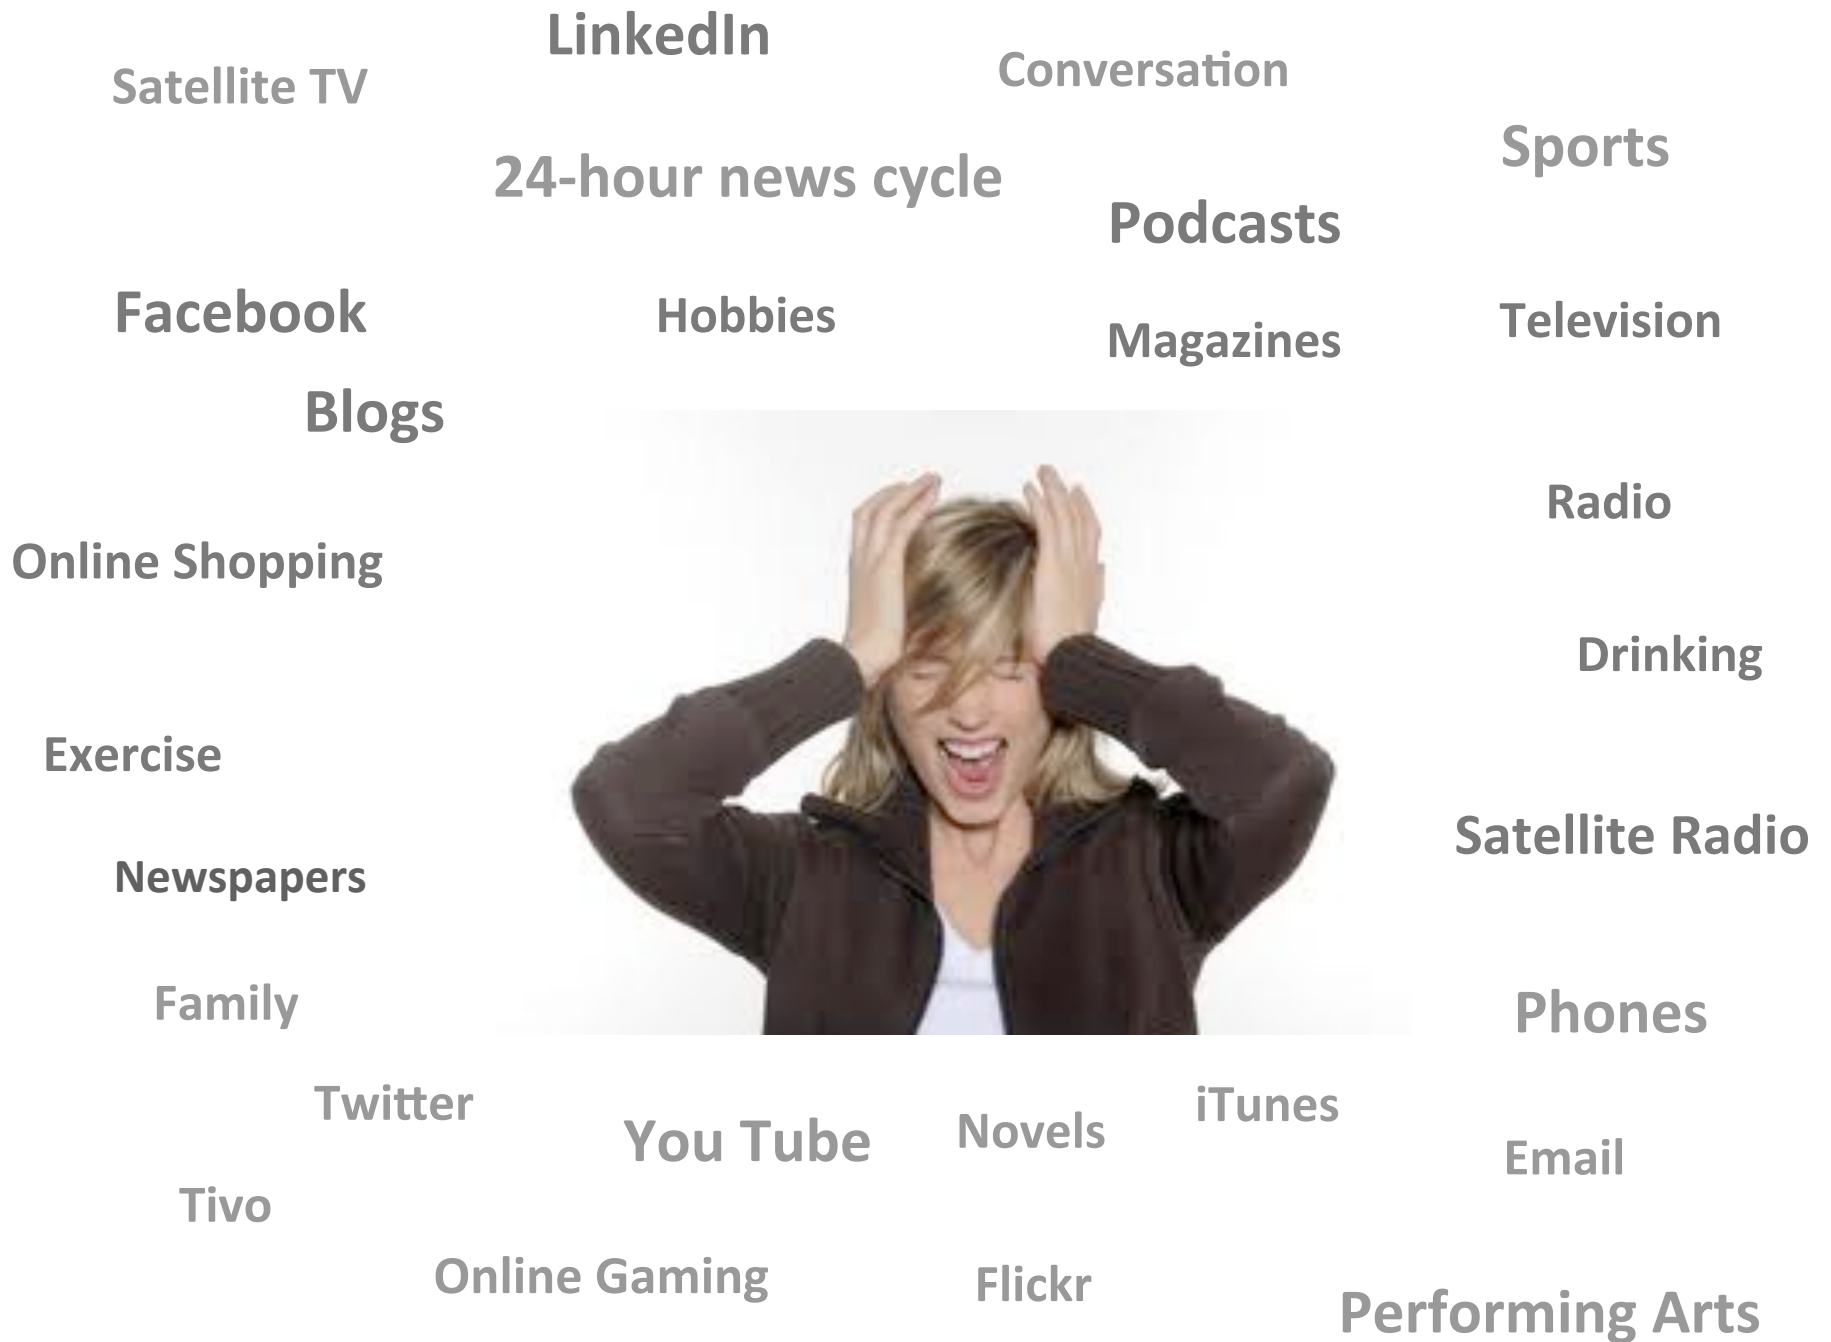 LinkedIn
Conversation
Satellite TV
Sports
24-hour news cycle
Podcasts
Facebook
Hobbies
Magazines
Television
Blogs
Radio
Online Shopping
Drinking
Exercise
Satellite Radio
Newspapers
Family
Phones
Twitter
You Tube
Novels
iTunes
Email
Tivo
Online Gaming
Flickr
Performing Arts